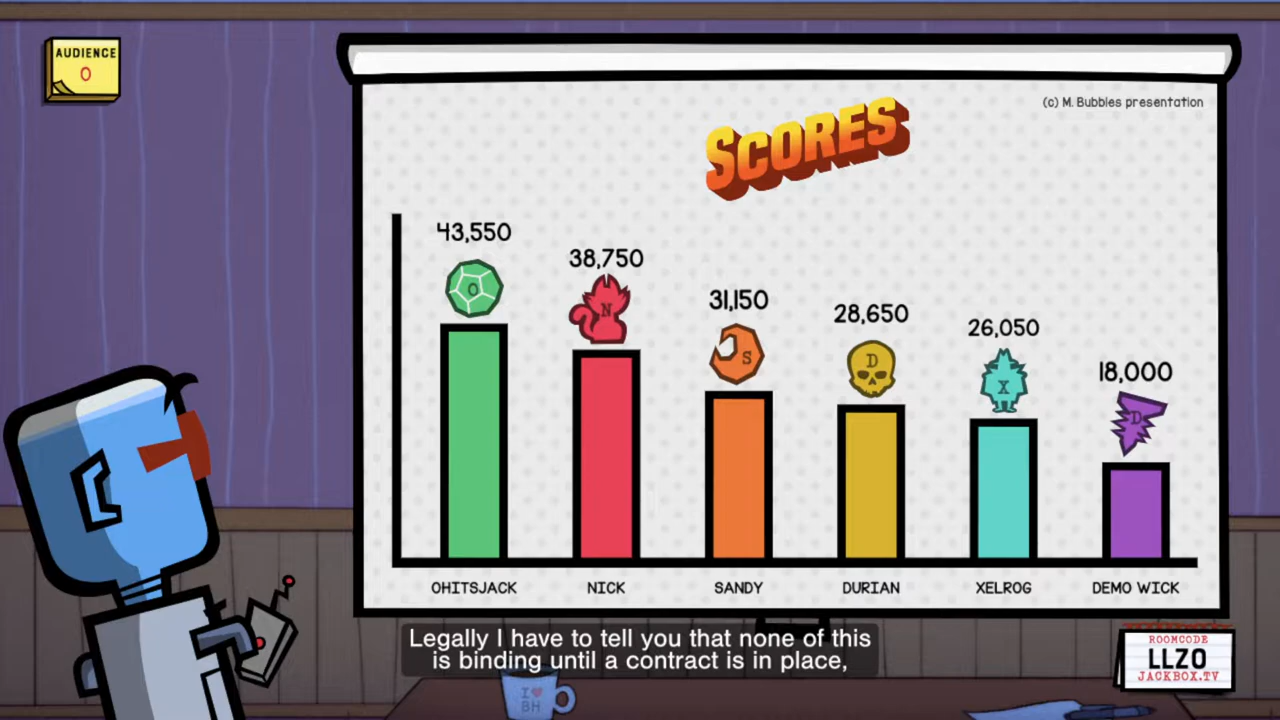 AUDIENCE
0
(c) M. Bubbles presentation
SCORES
43,550
38,750
31,150
28,650
26,050
18,000
O
N
S
D
X
D
OHITSJACK
NICK
SANDY
DURIAN
XELROG
DEMO WICK
Legally I have to tell you that none of this
is binding until a contract is in place,
ROOMCODE
LLZO
JACKBOX.TV
I ♥
BH